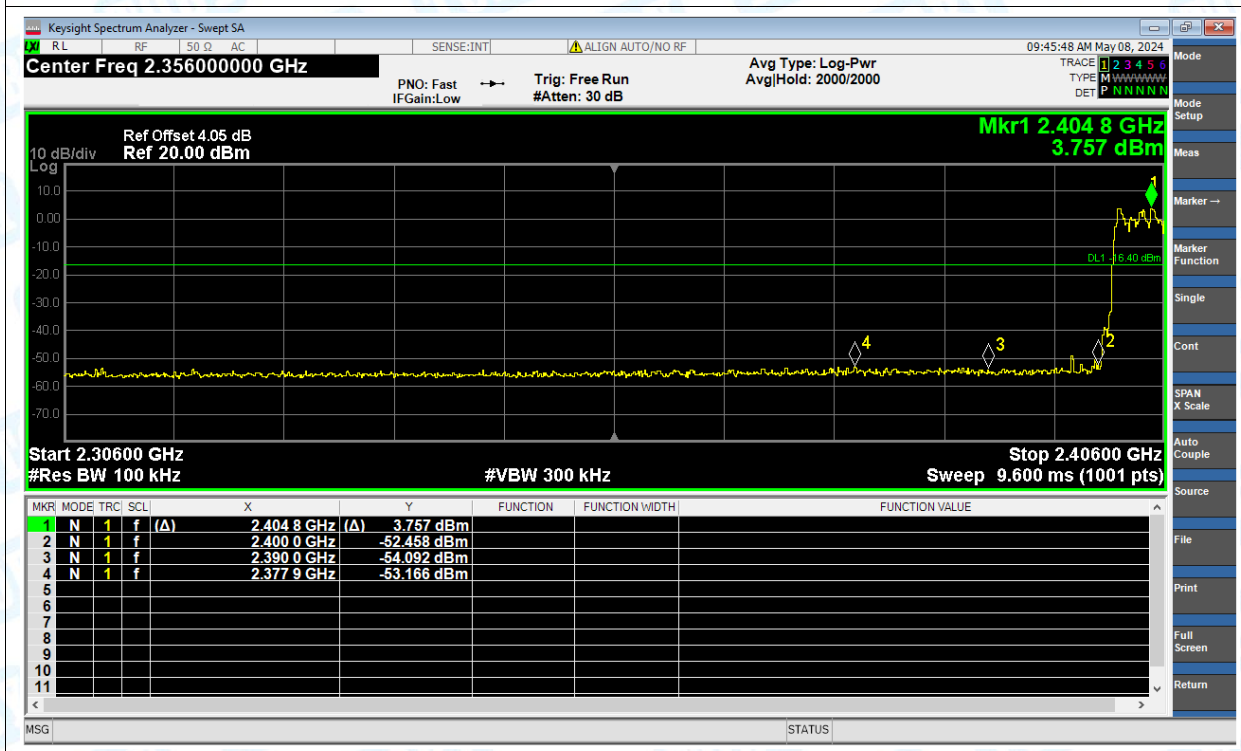 Keysight Spectrum Analyzer - Swept SA
LXI RL RF 50 Ω AC SENSE:INT ALIGN AUTO/NO RF 09:45:48 AM May 08, 2024
Center Freq 2.356000000 GHz
PNO: Fast
IFGain:Low
Trig: Free Run
#Atten: 30 dB
Avg Type: Log-Pwr
Avg|Hold: 2000/2000
TRACE 1 2 3 4 5 6
TYPE M W W W W W
DET P N N N N N
Ref Offset 4.05 dB
10 dB/div Ref 20.00 dBm
Log
Mkr1 2.404 8 GHz
3.757 dBm
10.0
0.00
-10.0
-20.0
-30.0
-40.0
-50.0
-60.0
-70.0
1
DL1 -16.40 dBm
4
3
2
Start 2.30600 GHz Stop 2.40600 GHz
#Res BW 100 kHz #VBW 300 kHz Sweep 9.600 ms (1001 pts)
MKR MODE TRC SCL X Y FUNCTION FUNCTION WIDTH FUNCTION VALUE
1 N 1 f (Δ) 2.404 8 GHz (Δ) 3.757 dBm
2 N 1 f 2.400 0 GHz -52.458 dBm
3 N 1 f 2.390 0 GHz -54.092 dBm
4 N 1 f 2.377 9 GHz -53.166 dBm
5
6
7
8
9
10
11
MSG STATUS
Mode
Mode Setup
Meas
Marker →
Marker Function
Single
Cont
SPAN X Scale
Auto Couple
Source
File
Print
Full Screen
Return